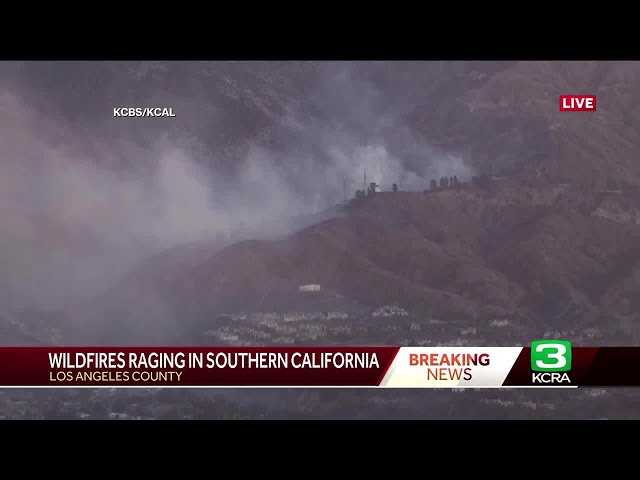 KCBS/KCAL
LIVE
WILDFIRES RAGING IN SOUTHERN CALIFORNIA
LOS ANGELES COUNTY
BREAKING
NEWS
3
KCRA